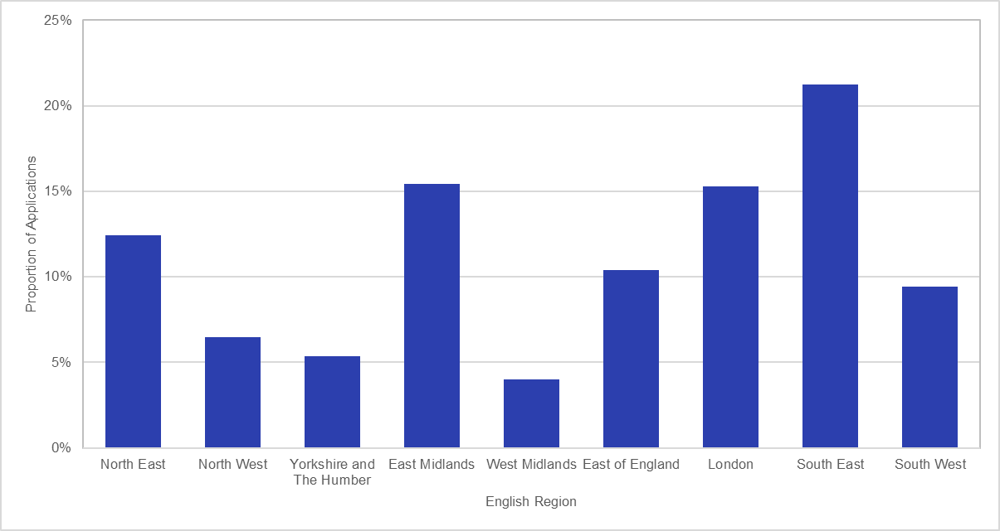 25%
20%
15%
10%
5%
0%
Proportion of Applications
North East
North West
Yorkshire and
The Humber
East Midlands
West Midlands
East of England
London
South East
South West
English Region